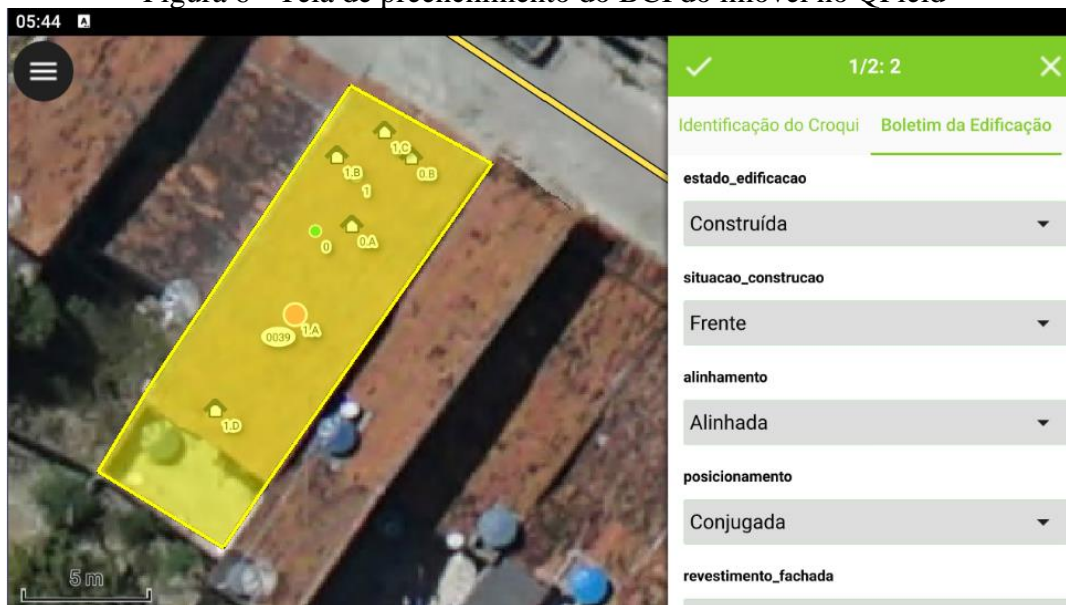 Figura 6 - Tela de preenchimento do BCI do imóvel no QField
05:44 A
1/2: 2
Identificação do Croqui Boletim da Edificação
estado_edificacao
Construída
situacao_construcao
Frente
alinhamento
Alinhada
posicionamento
Conjugada
revestimento_fachada
1.C
0.B
1.B
1
0.A
0
1.A
0039
1.D
5 m